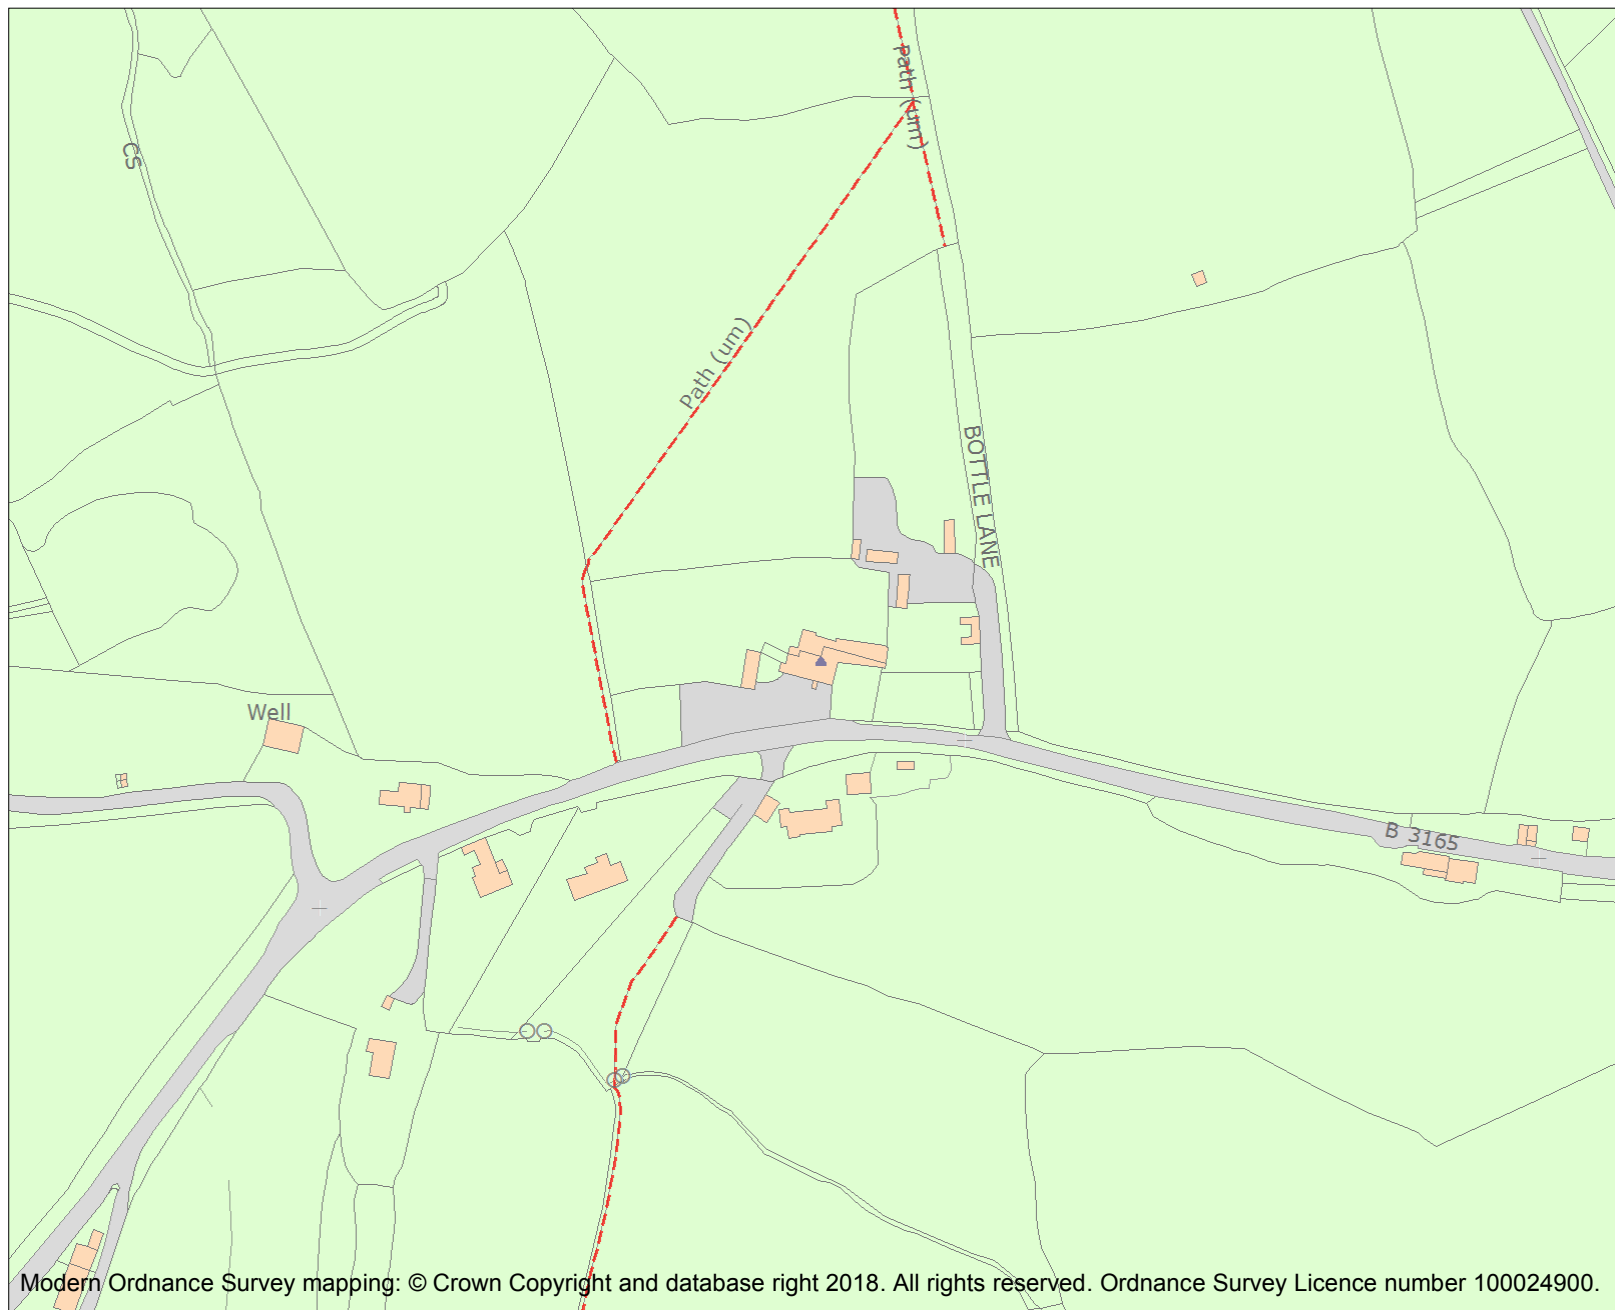 Path (um)
CS
Path (um)
BOTTLE LANE
Well
B 3165
Modern Ordnance Survey mapping: © Crown Copyright and database right 2018. All rights reserved. Ordnance Survey Licence number 100024900.